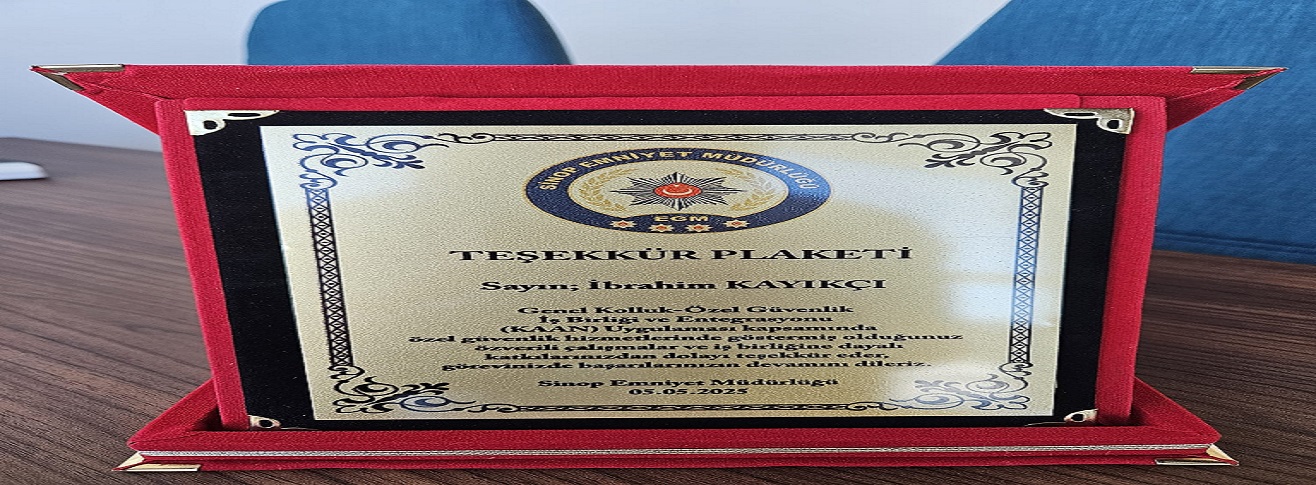 SİNOP EMNİYET MÜDÜRLÜĞÜ
EGM
TEŞEKKÜR PLAKETİ
Sayın; İbrahim KAYIKÇI
Genel Kolluk-Özel Güvenlik
İş Birliği ve Entegrasyonu
(KAAN) Uygulaması kapsamında
özel güvenlik hizmetlerinde göstermiş olduğunuz
özverili çalışmalar ve iş birliğine dayalı
katkılarınızdan dolayı teşekkür eder,
görevinizde başarılarınızın devamını dileriz.
Sinop Emniyet Müdürlüğü
05.05.2025